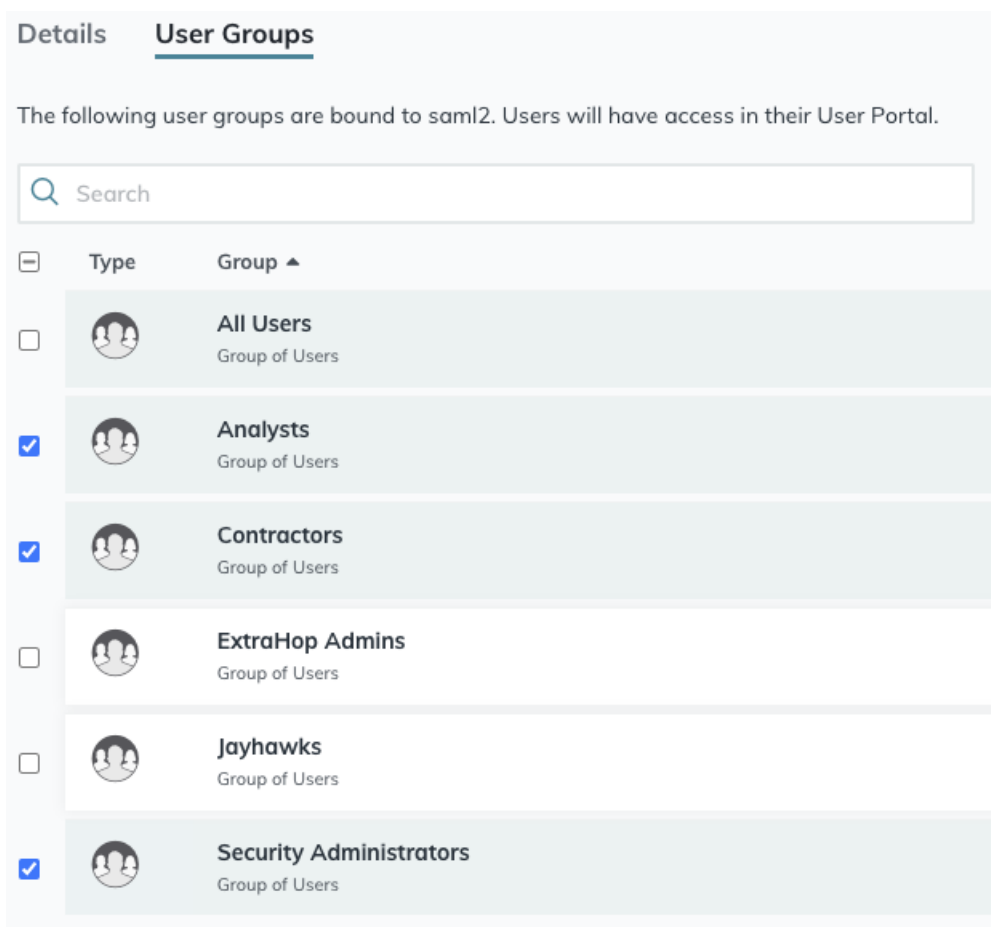 Details User Groups
The following user groups are bound to saml2. Users will have access in their User Portal.
Search
Type Group
All Users
Group of Users
Analysts
Group of Users
Contractors
Group of Users
ExtraHop Admins
Group of Users
Jayhawks
Group of Users
Security Administrators
Group of Users